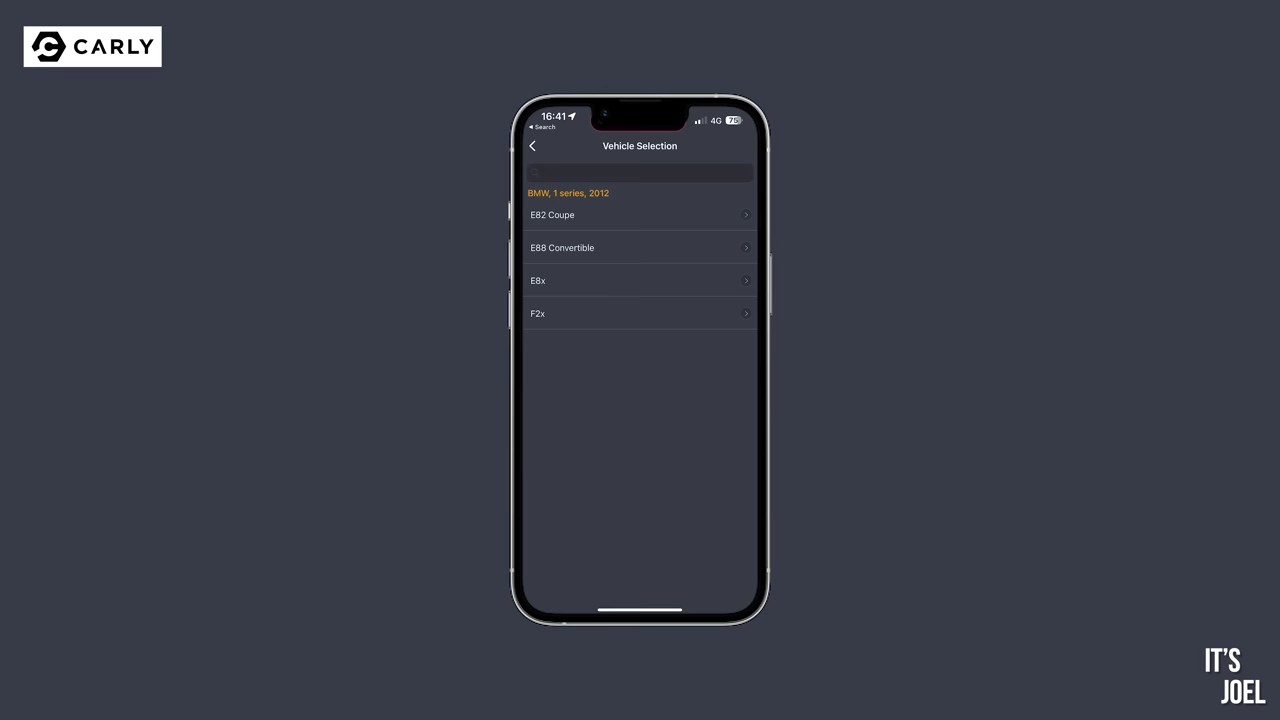 CARLY
16:41
4G
Search
Vehicle Selection
BMW, 1 series, 2012
E82 Coupe
E88 Convertible
E8x
F2x
IT'S
JOEL